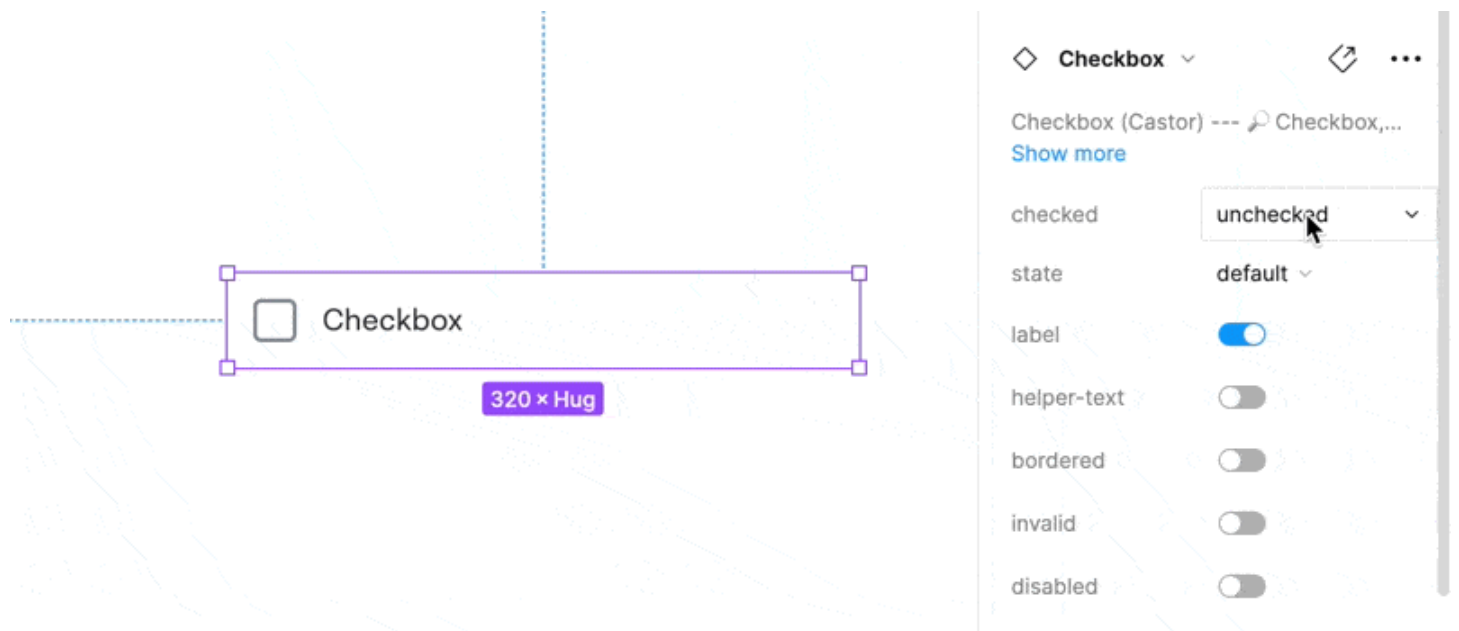 Checkbox
320 × Hug
Checkbox
Checkbox (Castor) --- 🔎 Checkbox,...
Show more
checked unchecked
state default
label
helper-text
bordered
invalid
disabled